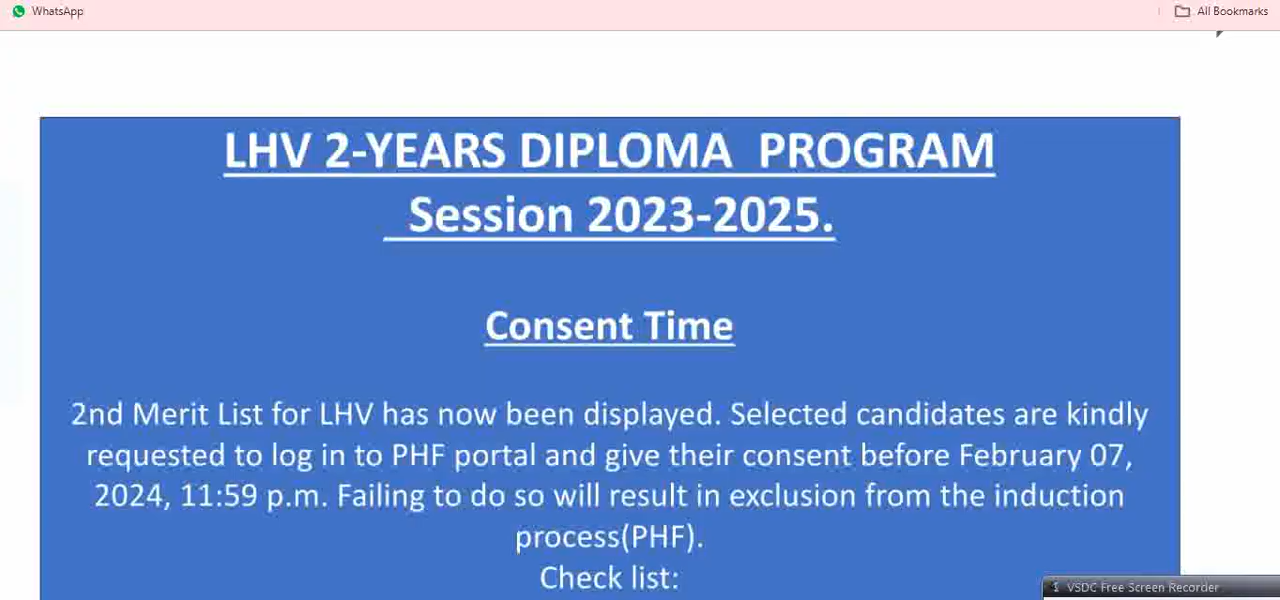 WhatsApp
All Bookmarks
LHV 2-YEARS DIPLOMA PROGRAM
Session 2023-2025.
Consent Time
2nd Merit List for LHV has now been displayed. Selected candidates are kindly
requested to log in to PHF portal and give their consent before February 07,
2024, 11:59 p.m. Failing to do so will result in exclusion from the induction
process(PHF).
Check list:
VSDC Free Screen Recorder